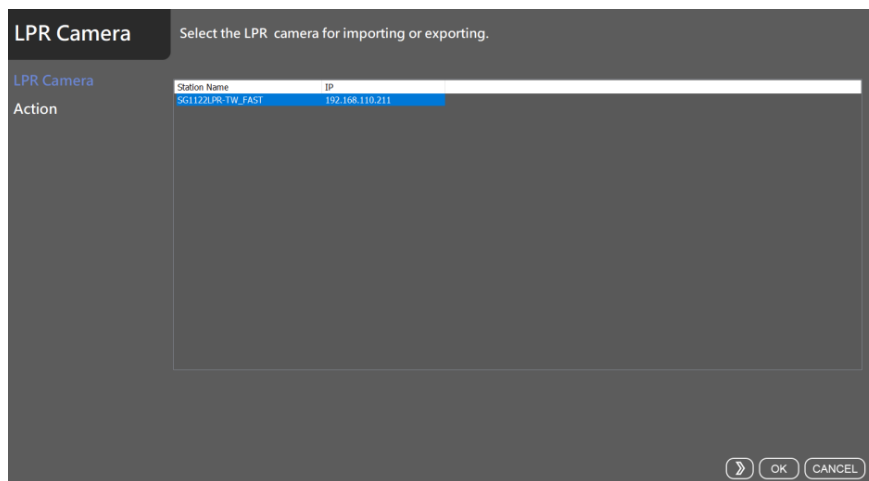 LPR Camera
Select the LPR camera for importing or exporting.
LPR Camera
Action
Station Name IP
SG1122LPR-TW_FAST 192.168.110.211
OK CANCEL